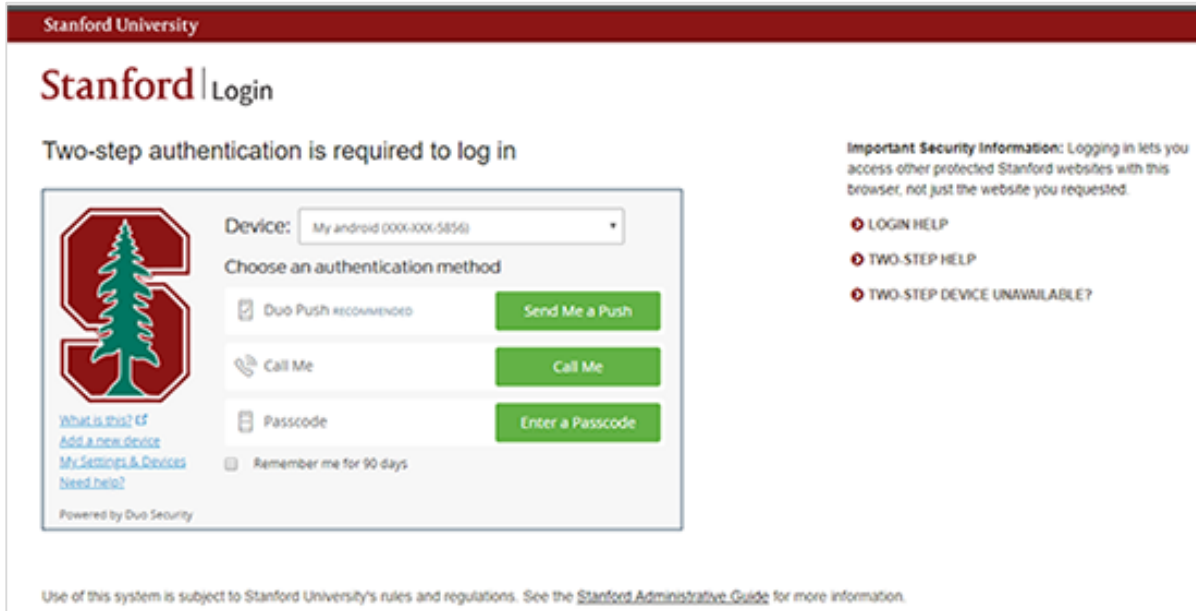 Stanford University
Stanford Login
Two-step authentication is required to log in
Device: My android (XXX-XXX-5856)
Choose an authentication method
Duo Push RECOMMENDED Send Me a Push
Call Me Call Me
Passcode Enter a Passcode
Remember me for 90 days
What is this?
Add a new device
My Settings & Devices
Need help?
Powered by Duo Security
Important Security Information: Logging in lets you
access other protected Stanford websites with this
browser, not just the website you requested.
LOGIN HELP
TWO-STEP HELP
TWO-STEP DEVICE UNAVAILABLE?
Use of this system is subject to Stanford University's rules and regulations. See the Stanford Administrative Guide for more information.